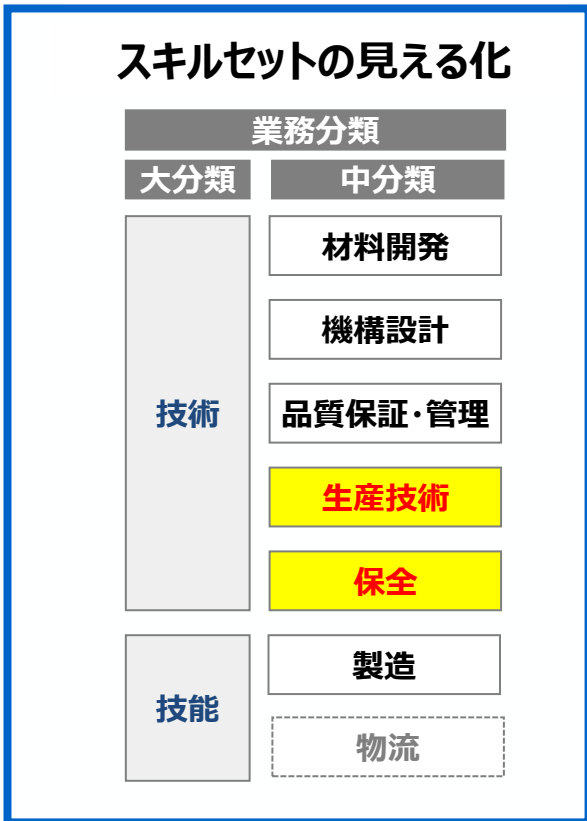 スキルセットの見える化
業務分類
大分類 中分類
材料開発
機構設計
技術 品質保証・管理
生産技術
保全
製造
技能
物流